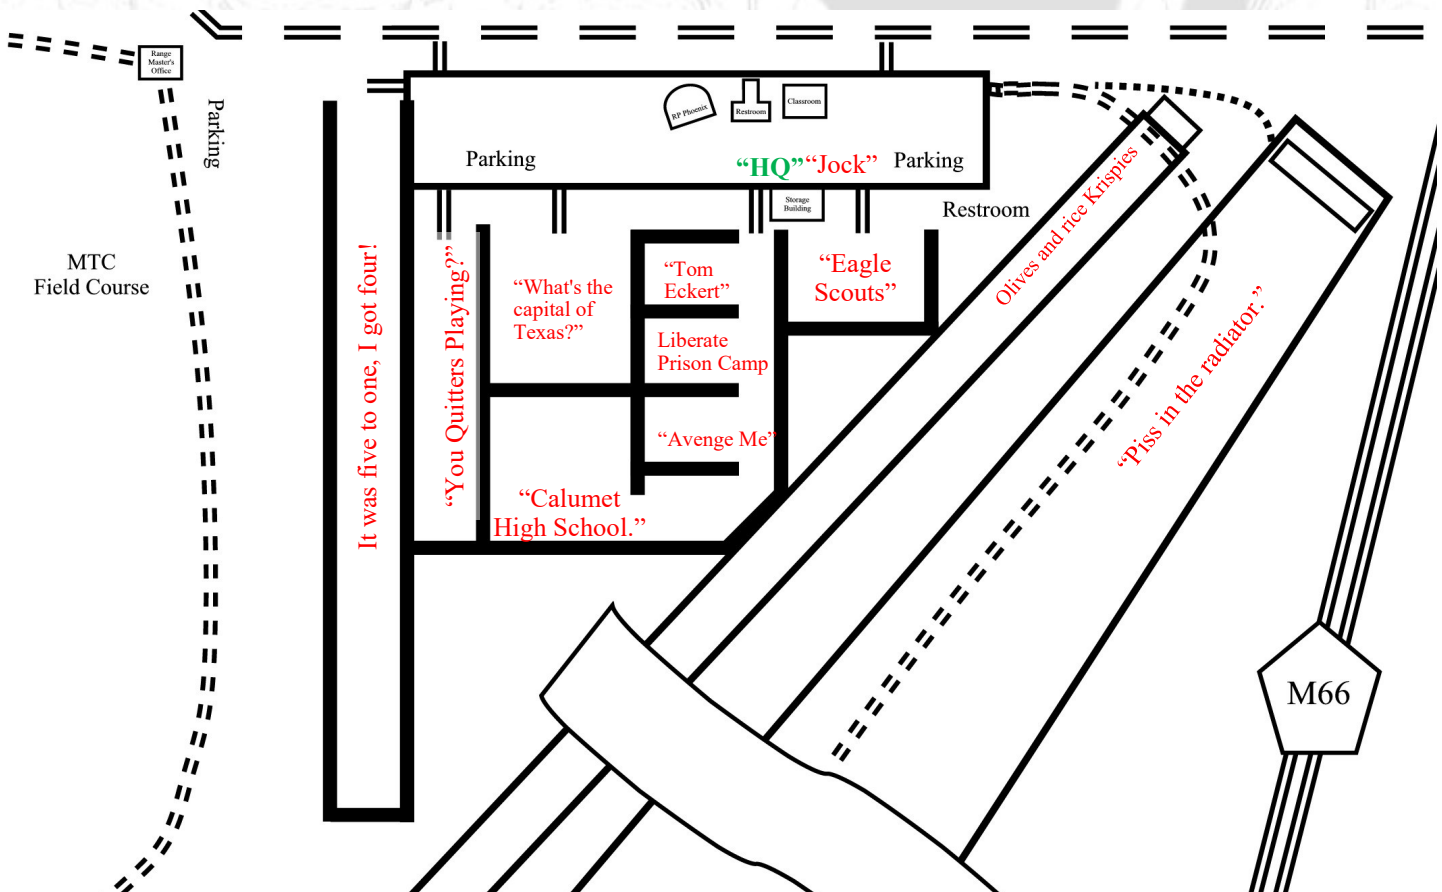 Range
Master's
Office
Parking
MTC
Field Course
RP Phoenix
Restroom
Classroom
Parking
“HQ”“Jock”
Parking
Storage
Building
Restroom
It was five to one, I got four!
“You Quitters Playing?”
“What's the
capital of
Texas?”
“Tom
Eckert”
Liberate
Prison Camp
“Avenge Me”
“Calumet
High School.”
“Eagle
Scouts”
Olives and rice Krispies
“Piss in the radiator.”
M66